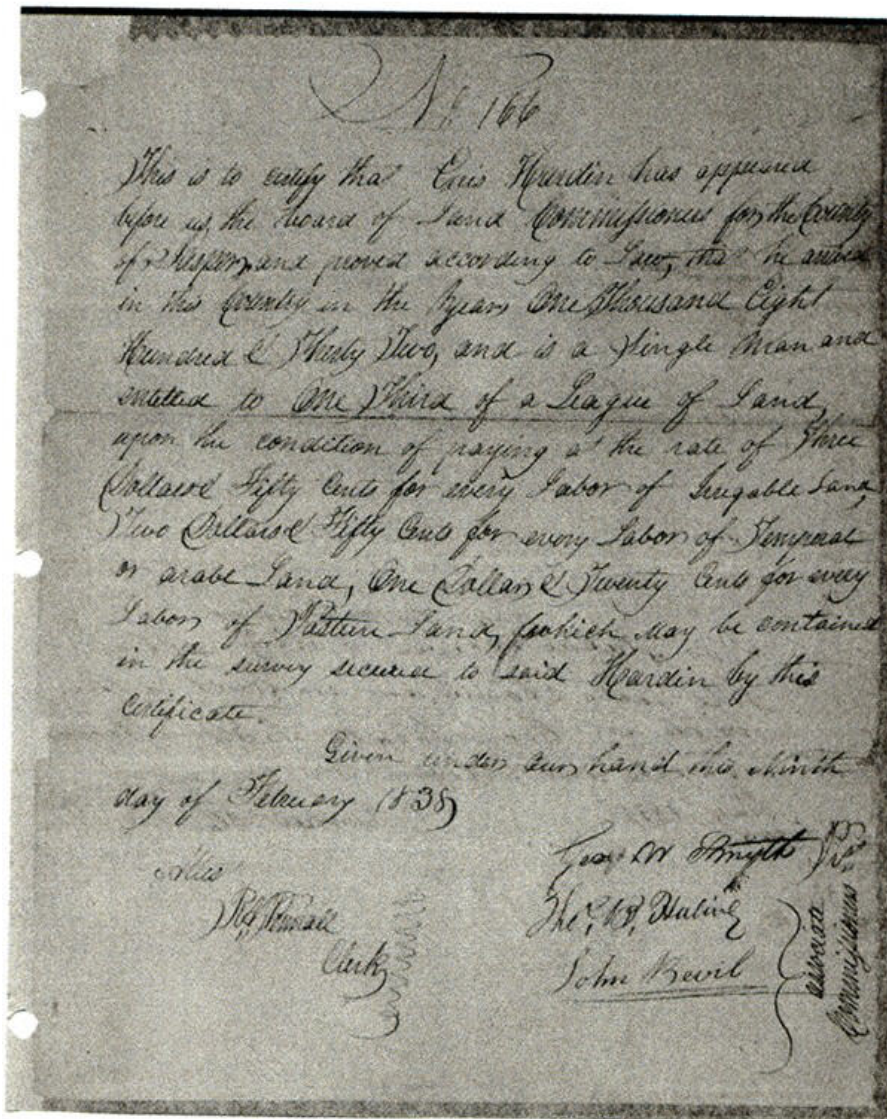 No 166
This is to certify that Enis Hardin has appeared
before us, the board of Land Commissioners for the County
of Jasper, and proved according to Law, that he arrived
in this Country in the Year One Thousand Eight
Hundred & Thirty Two, and is a Single Man and
entitled to One Third of a League of Land,
upon the condition of paying at the rate of Three
Dollars & Fifty Cents for every Labor of Irrigable Land,
Two Dollars & Fifty Cents for every Labor of Temporal
or arabe Land, One Dollar & Twenty Cents for every
Labor of Pasture Land, which may be contained
in the survey secured to said Hardin by this
Certificate.
Given under our hand this Ninth
day of February 1838
Attest
Clerk
Geo W Smyth
Thos. B. Huling
John Bevil
associate
Commissioners